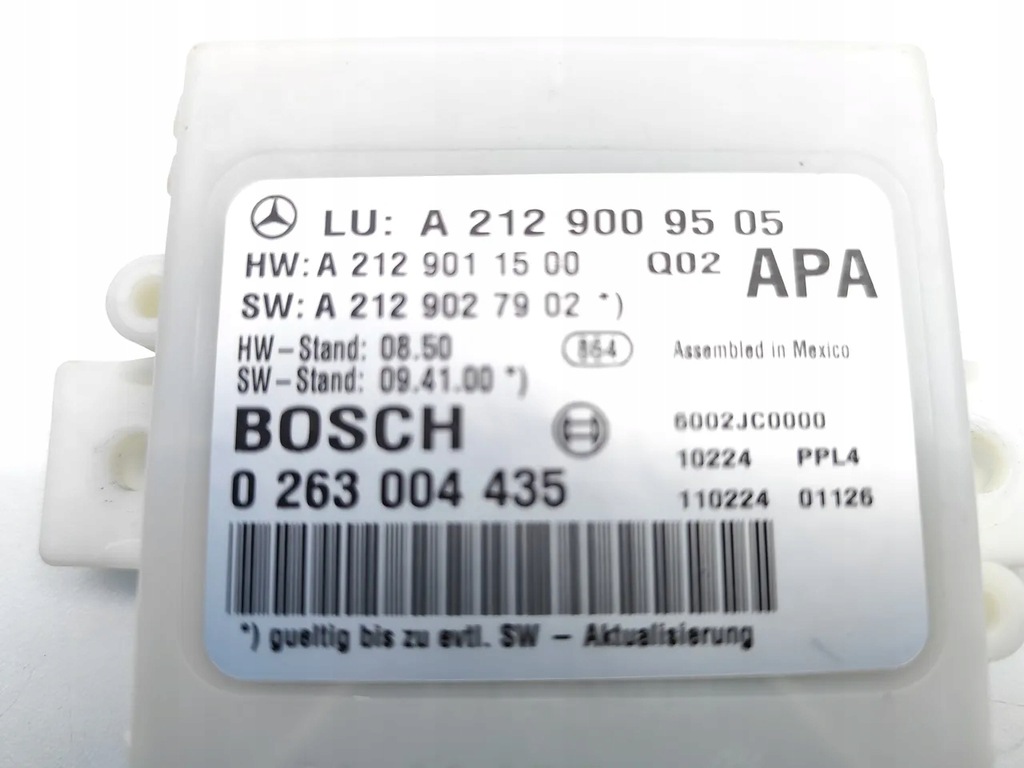 LU: A 212 900 95 05
HW: A 212 901 15 00 Q02 APA
SW: A 212 902 79 02 *)
HW-Stand: 08.50 864 Assembled in Mexico
SW-Stand: 09.41.00 *)
BOSCH 6002JC0000
10224 PPL4
0 263 004 435 110224 01126
*) gueltig bis zu evtl. SW - Aktualisierung